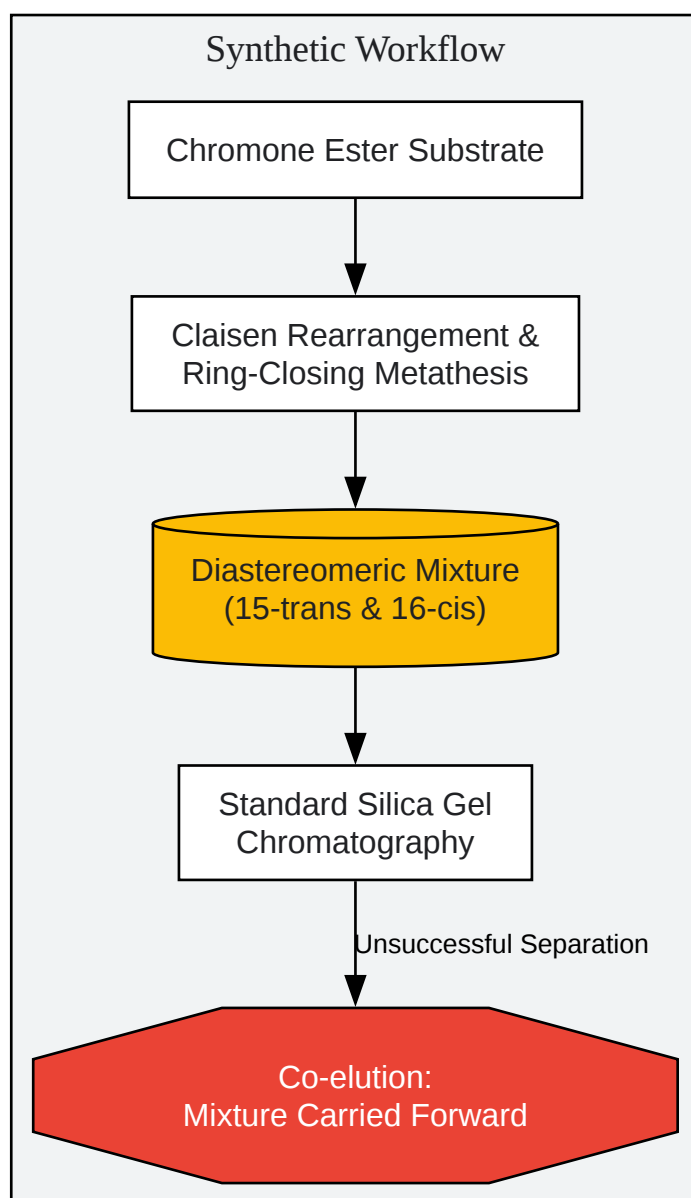 Synthetic Workflow
Chromone Ester Substrate
Claisen Rearrangement &
Ring-Closing Metathesis
Diastereomeric Mixture
(15-trans & 16-cis)
Standard Silica Gel
Chromatography
Unsuccessful Separation
Co-elution:
Mixture Carried Forward